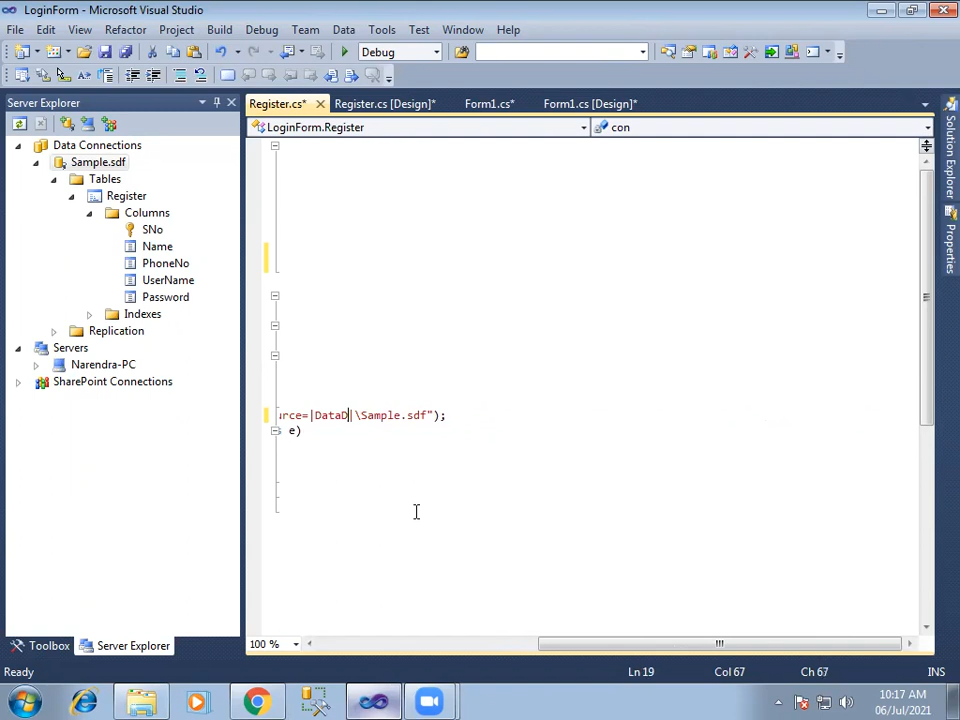 LoginForm - Microsoft Visual Studio
File Edit View Refactor Project Build Debug Team Data Tools Test Window Help
Debug
Server Explorer
Register.cs* Register.cs [Design]* Form1.cs* Form1.cs [Design]*
LoginForm.Register con
Data Connections
Sample.sdf
Tables
Register
Columns
SNo
Name
PhoneNo
UserName
Password
Indexes
Replication
Servers
Narendra-PC
SharePoint Connections
urce=|DataD|\Sample.sdf");
e)
Solution Explorer
Properties
100 %
Toolbox Server Explorer
Ready Ln 19 Col 67 Ch 67 INS
10:17 AM
06/Jul/2021